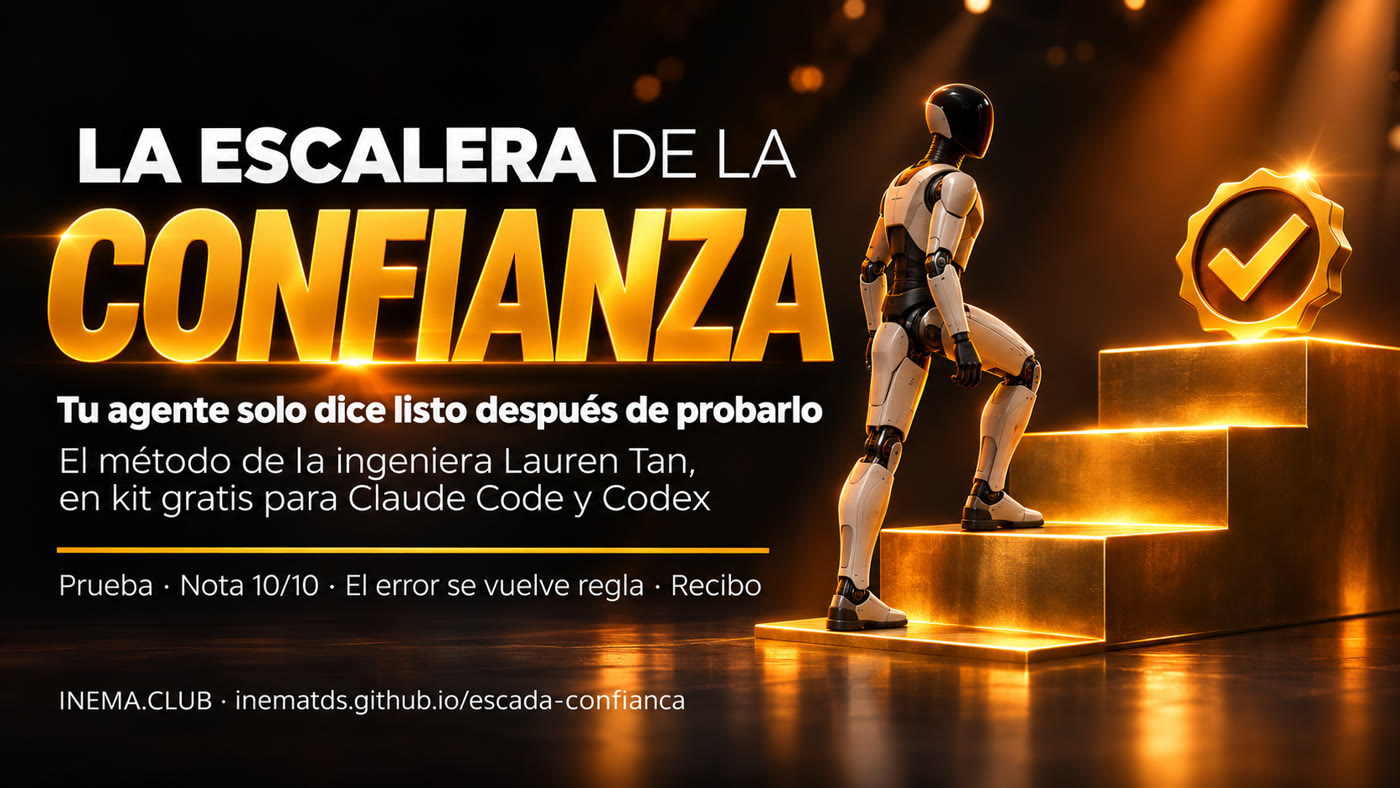 LA ESCALERA DE LA
CONFIANZA
Tu agente solo dice listo después de probarlo
El método de la ingeniera Lauren Tan,
en kit gratis para Claude Code y Codex
Prueba · Nota 10/10 · El error se vuelve regla · Recibo
INEMA.CLUB · inematds.github.io/escada-confianca